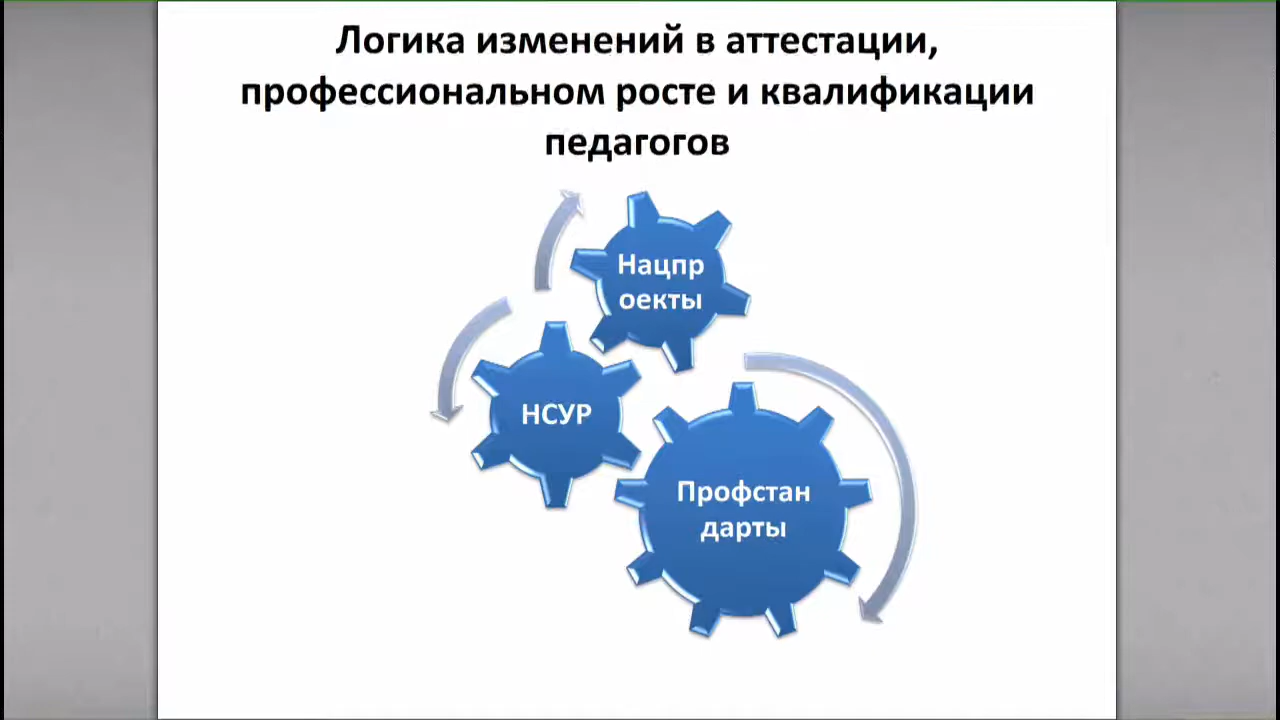 Логика изменений в аттестации,
профессиональном росте и квалификации
педагогов
Нацпр
оекты
НСУР
Профстан
дарты